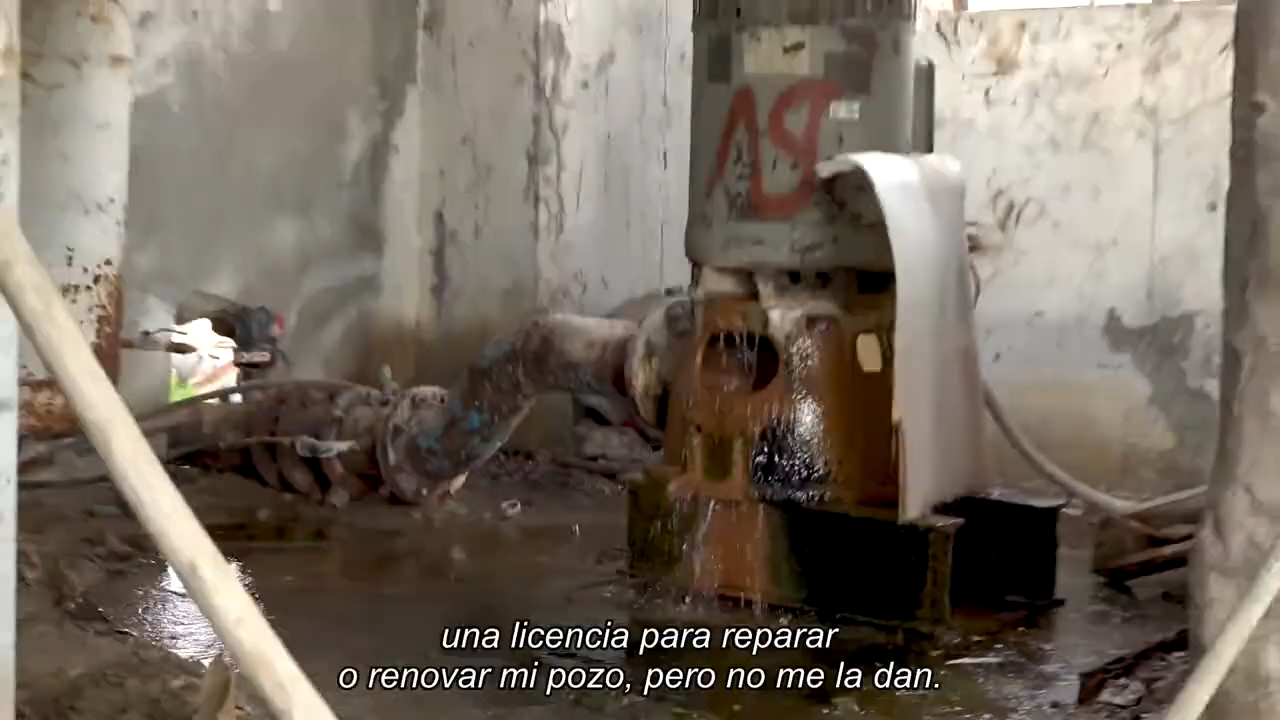 una licencia para reparar
o renovar mi pozo, pero no me la dan.